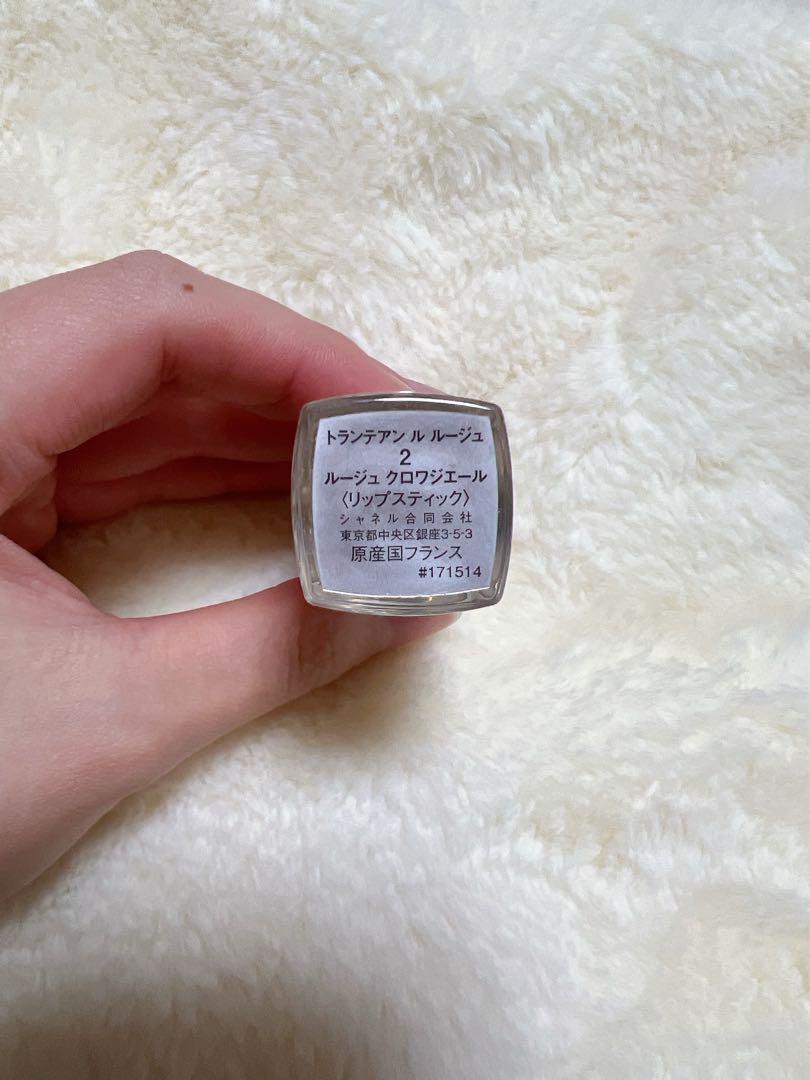 トランテアン ル ルージュ
2
ルージュ クロワジエール
〈リップスティック〉
シャネル合同会社
東京都中央区銀座3-5-3
原産国フランス
#171514